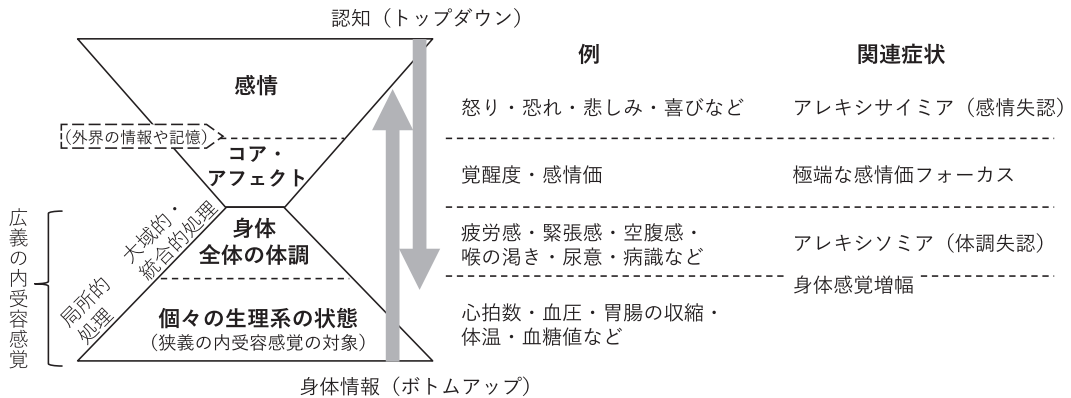 認知（トップダウン）
例
関連症状
感情
怒り・恐れ・悲しみ・喜びなど
アレキシサイミア（感情失認）
（外界の情報や記憶）
コア・
アフェクト
覚醒度・感情価
極端な感情価フォーカス
広義の内受容感覚
大域的・
統合的処理
身体
全体の体調
疲労感・緊張感・空腹感・
喉の渇き・尿意・病識など
アレキシソミア（体調失認）
身体感覚増幅
局所的
処理
個々の生理系の状態
（狭義の内受容感覚の対象）
心拍数・血圧・胃腸の収縮・
体温・血糖値など
身体情報（ボトムアップ）